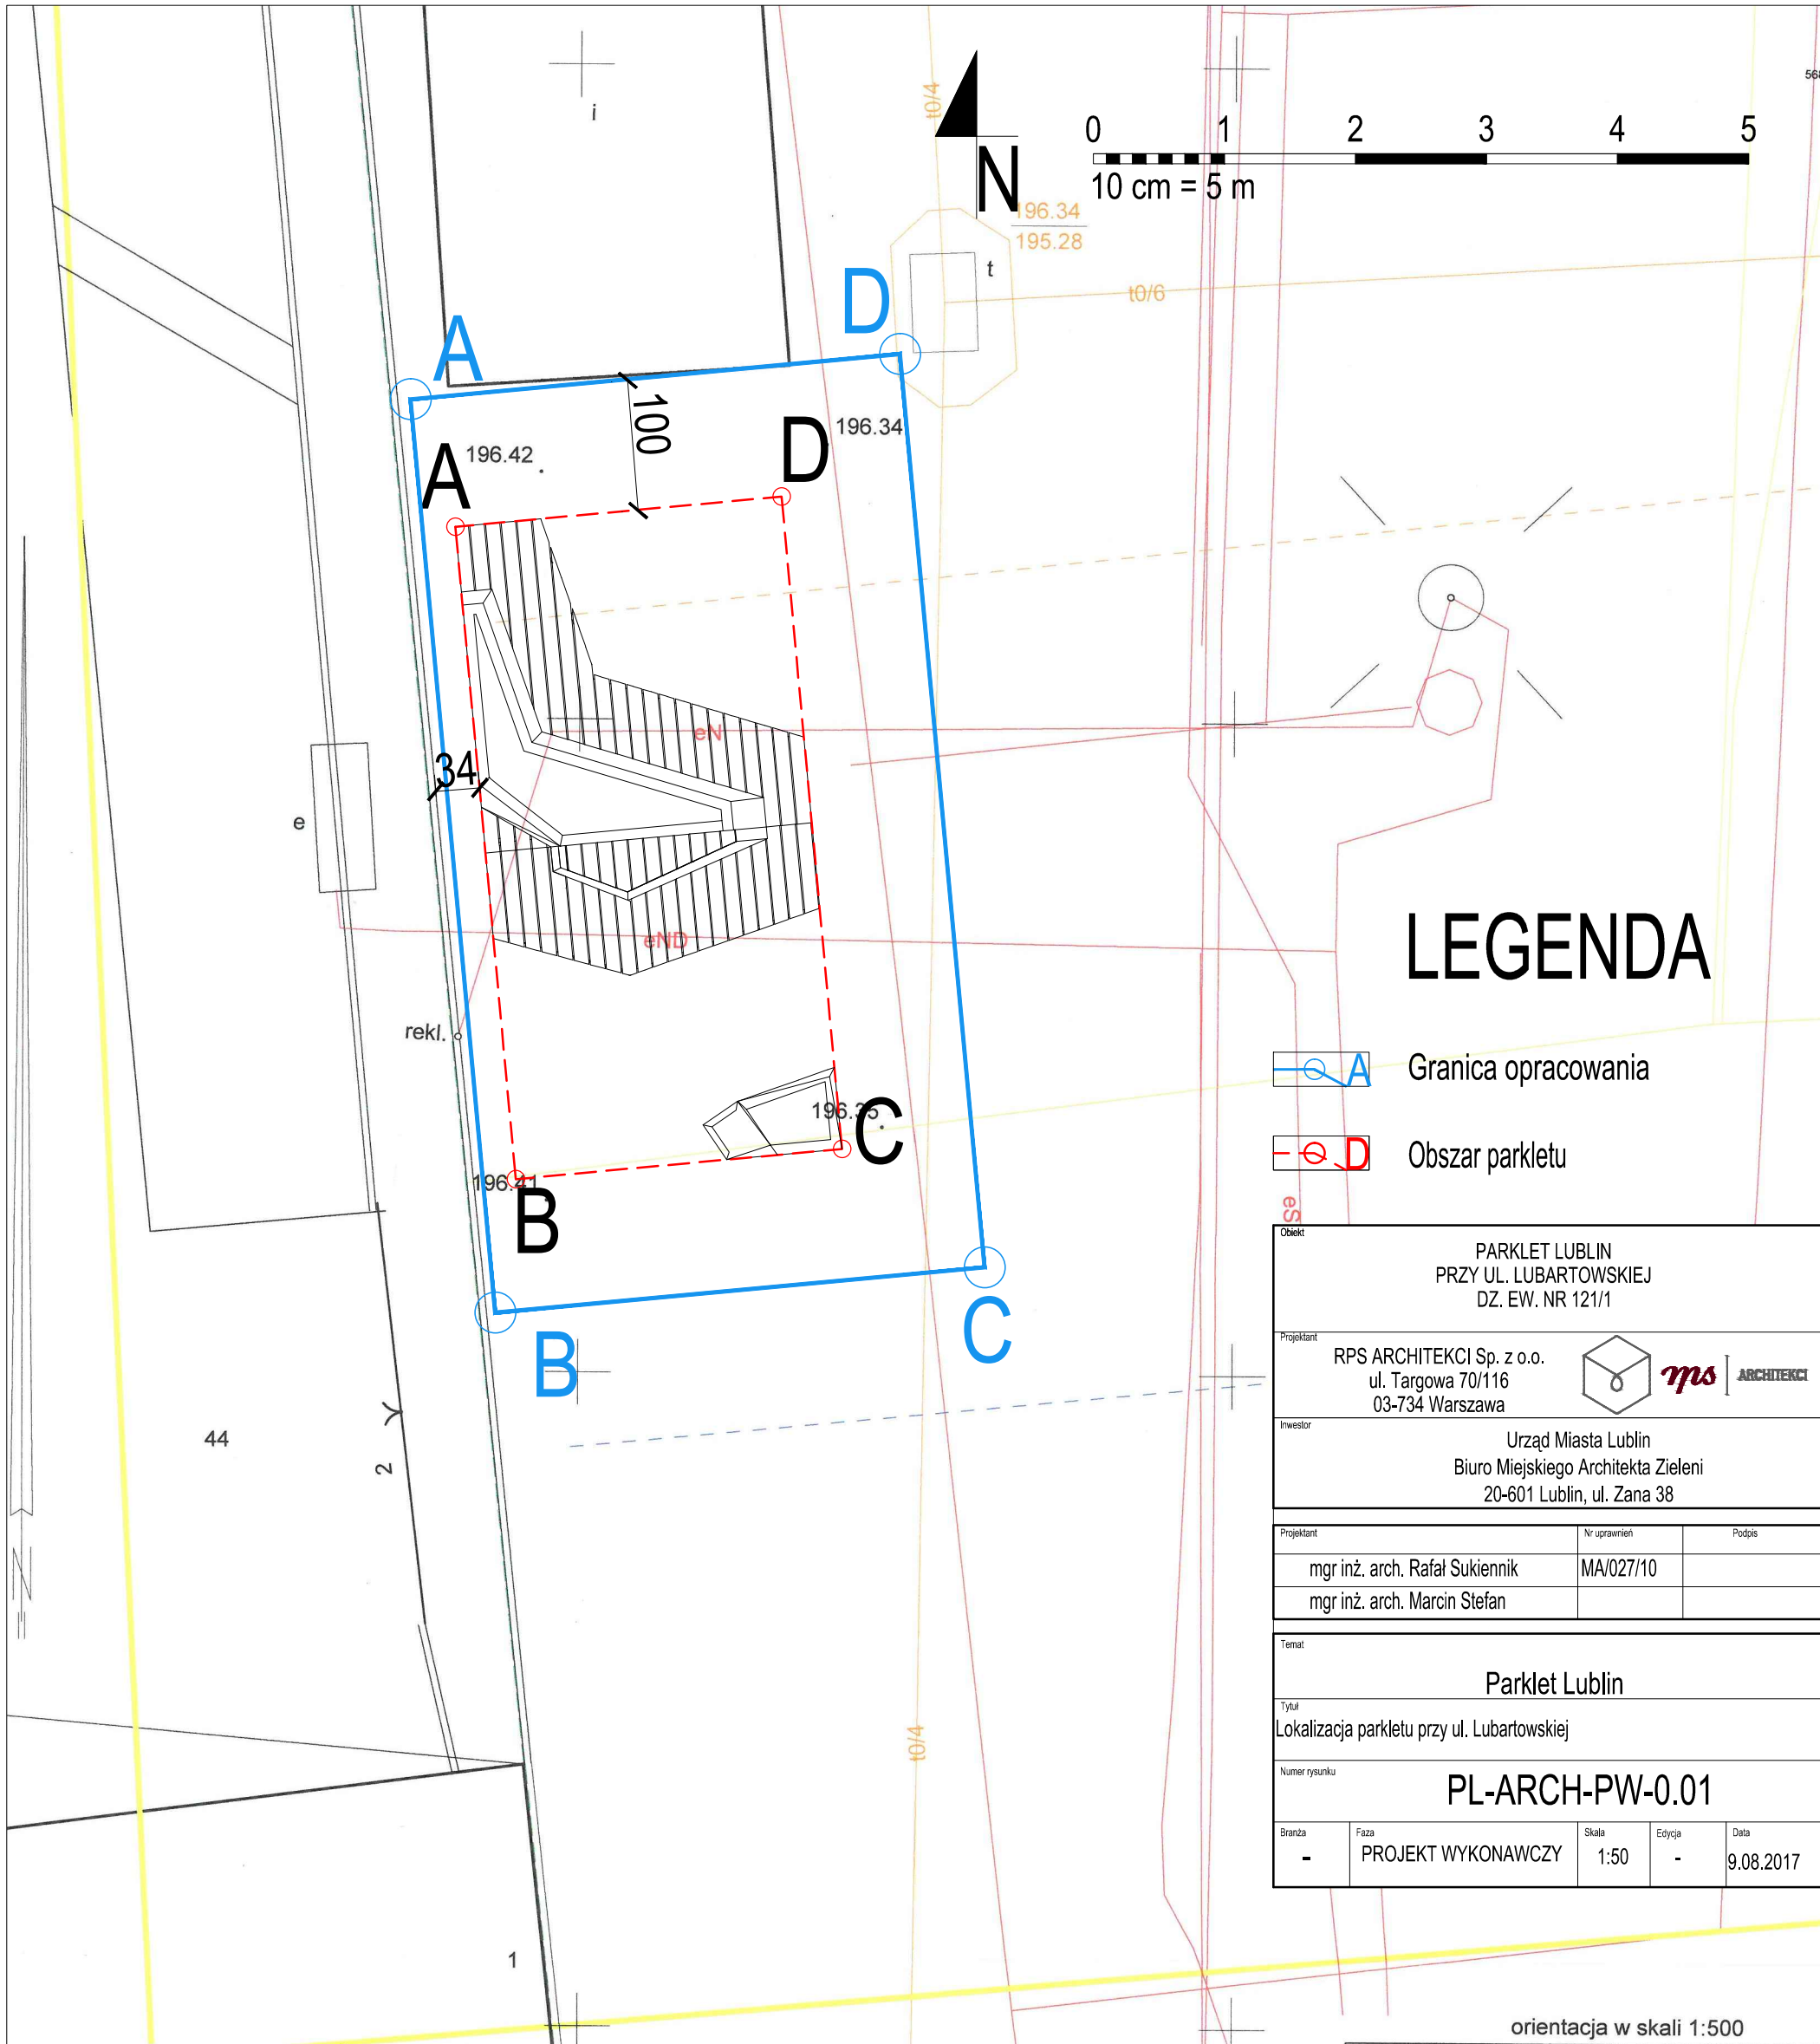 568
i
t0/4
N
0 1 2 3 4 5
10 cm = 5 m
196.34
195.28
t
t0/6
D
A
100
196.34
D
A
196.42
eN
34
e
eND
LEGENDA
rekl.
A Granica opracowania
196.35
C
D Obszar parkletu
196.41
B
eS
C
B
Obiekt
PARKLET LUBLIN
PRZY UL. LUBARTOWSKIEJ
DZ. EW. NR 121/1
Projektant
RPS ARCHITEKCI Sp. z o.o.
ul. Targowa 70/116
03-734 Warszawa
rps ARCHITEKCI
Inwestor
Urząd Miasta Lublin
Biuro Miejskiego Architekta Zieleni
20-601 Lublin, ul. Zana 38
44
2
N
Projektant Nr uprawnień Podpis
mgr inż. arch. Rafał Sukiennik MA/027/10
mgr inż. arch. Marcin Stefan
Temat
Parklet Lublin
Tytuł
Lokalizacja parkletu przy ul. Lubartowskiej
t0/4
Numer rysunku
PL-ARCH-PW-0.01
Branża Faza Skala Edycja Data
- PROJEKT WYKONAWCZY 1:50 - 9.08.2017
1
orientacja w skali 1:500